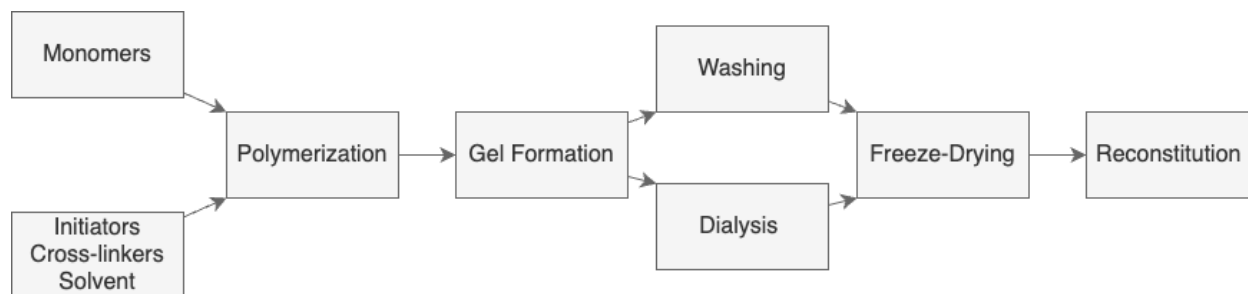 Monomers
Initiators
Cross-linkers
Solvent
Polymerization
Gel Formation
Washing
Dialysis
Freeze-Drying
Reconstitution